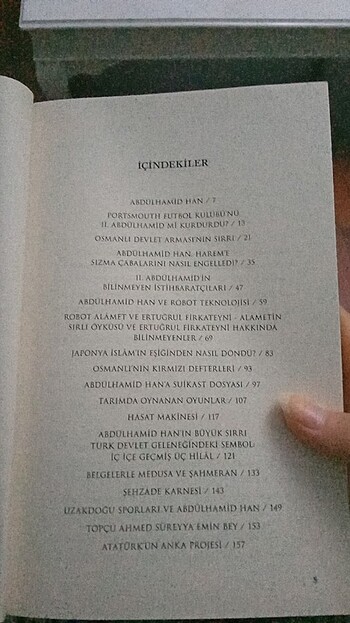 İÇİNDEKİLER
ABDÜLHAMİD HAN / 7
PORTSMOUTH FUTBOL KULÜBÜ'NÜ
II. ABDÜLHAMİD Mİ KURDURDU? / 13
OSMANLI DEVLET ARMASI'NIN SIRRI / 21
ABDÜLHAMİD HAN, HAREM'E
SIZMA ÇABALARINI NASIL ENGELLEDİ? / 35
II. ABDÜLHAMİD'İN
BİLİNMEYEN İSTİHBARATÇILARI / 47
ABDÜLHAMİD HAN VE ROBOT TEKNOLOJİSİ / 59
ROBOT ALAMET VE ERTUĞRUL FIRKATEYNİ - ALAMETİN
SIRLI ÖYKÜSÜ VE ERTUĞRUL FIRKATEYNİ HAKKINDA
BİLİNMEYENLER / 69
JAPONYA İSLÂM'IN EŞİĞİNDEN NASIL DÖNDÜ? / 83
OSMANLI'NIN KIRMIZI DEFTERLERİ / 93
ABDÜLHAMİD HAN'A SUİKAST DOSYASI / 97
TARIMDA OYNANAN OYUNLAR / 107
HASAT MAKİNESİ / 117
ABDÜLHAMİD HAN'IN BÜYÜK SIRRI
TÜRK DEVLET GELENEĞİNDEKİ SEMBOL:
İÇ İÇE GEÇMİŞ ÜÇ HİLÂL / 121
BELGELERLE MEDUSA VE ŞAHMERAN / 133
ŞEHZADE KARNESİ / 143
UZAKDOĞU SPORLARI VE ABDÜLHAMİD HAN / 149
TOPÇU AHMED SÜREYYA EMİN BEY / 153
ATATÜRK'ÜN ANKA PROJESİ / 157
5